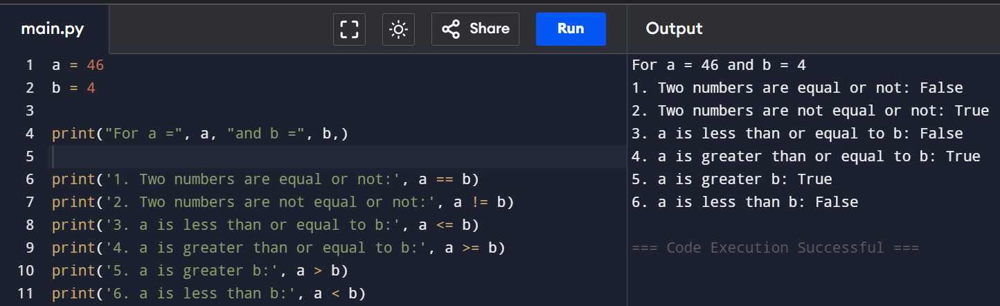 main.py
Share
Run
Output
1 a = 46
2 b = 4
3
4 print("For a =", a, "and b =", b,)
5
6 print('1. Two numbers are equal or not:', a == b)
7 print('2. Two numbers are not equal or not:', a != b)
8 print('3. a is less than or equal to b:', a <= b)
9 print('4. a is greater than or equal to b:', a >= b)
10 print('5. a is greater b:', a > b)
11 print('6. a is less than b:', a < b)
For a = 46 and b = 4
1. Two numbers are equal or not: False
2. Two numbers are not equal or not: True
3. a is less than or equal to b: False
4. a is greater than or equal to b: True
5. a is greater b: True
6. a is less than b: False
=== Code Execution Successful ===